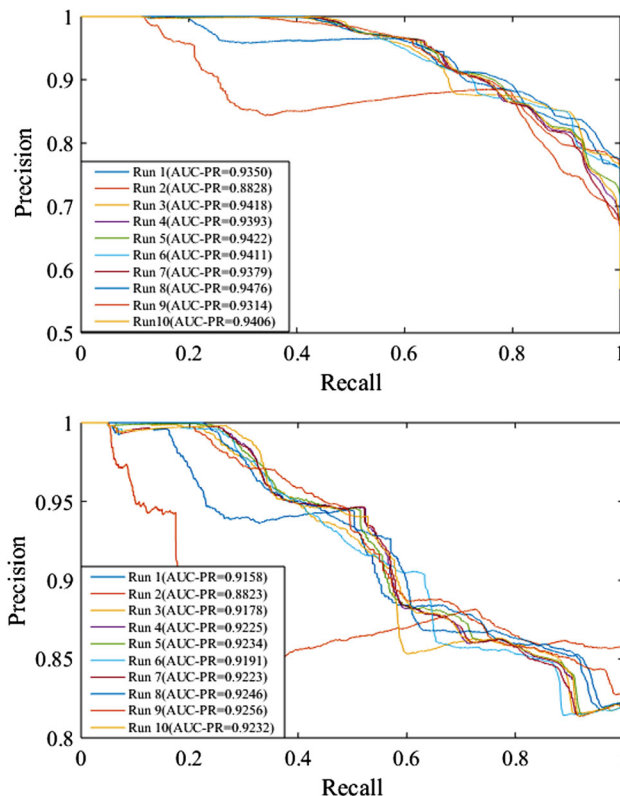 1
0.9
0.8
0.7
0.6
0.5
Precision
Run 1(AUC-PR=0.9350)
Run 2(AUC-PR=0.8828)
Run 3(AUC-PR=0.9418)
Run 4(AUC-PR=0.9393)
Run 5(AUC-PR=0.9422)
Run 6(AUC-PR=0.9411)
Run 7(AUC-PR=0.9379)
Run 8(AUC-PR=0.9476)
Run 9(AUC-PR=0.9314)
Run10(AUC-PR=0.9406)
0 0.2 0.4 0.6 0.8 1
Recall
1
0.95
0.9
0.85
0.8
Precision
Run 1(AUC-PR=0.9158)
Run 2(AUC-PR=0.8823)
Run 3(AUC-PR=0.9178)
Run 4(AUC-PR=0.9225)
Run 5(AUC-PR=0.9234)
Run 6(AUC-PR=0.9191)
Run 7(AUC-PR=0.9223)
Run 8(AUC-PR=0.9246)
Run 9(AUC-PR=0.9256)
Run 10(AUC-PR=0.9232)
0 0.2 0.4 0.6 0.8 1
Recall